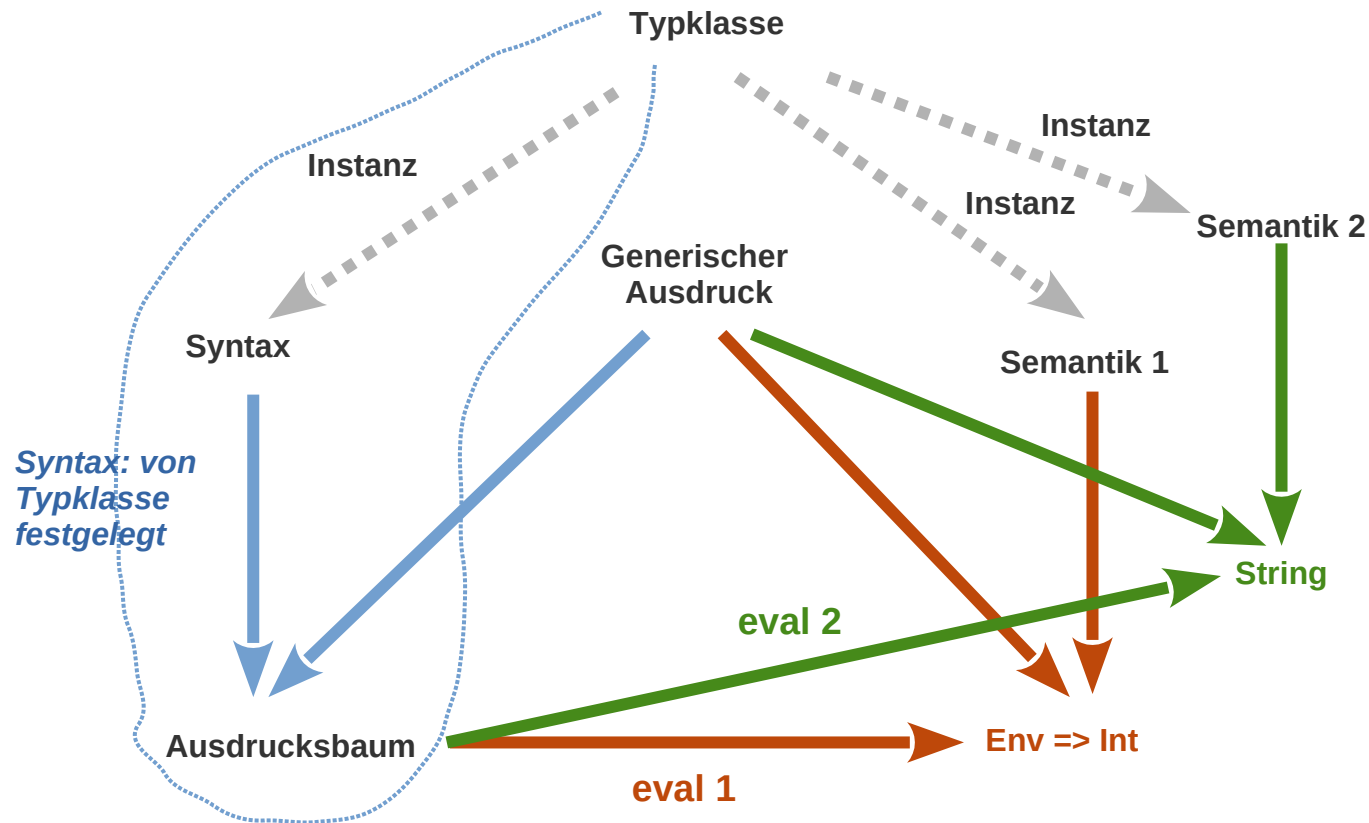 Typklasse
Instanz
Instanz
Instanz
Semantik 2
Generischer
Ausdruck
Syntax
Semantik 1
Syntax: von
Typklasse
festgelegt
String
eval 2
Ausdrucksbaum
Env => Int
eval 1